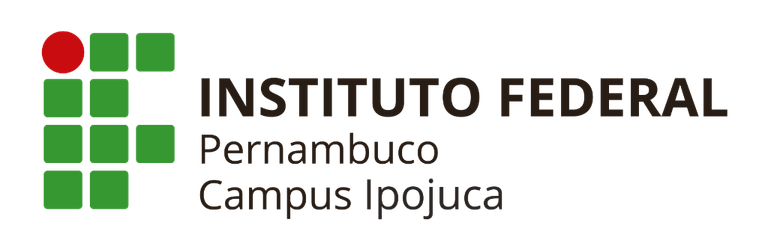 INSTITUTO FEDERAL
Pernambuco
Campus Ipojuca